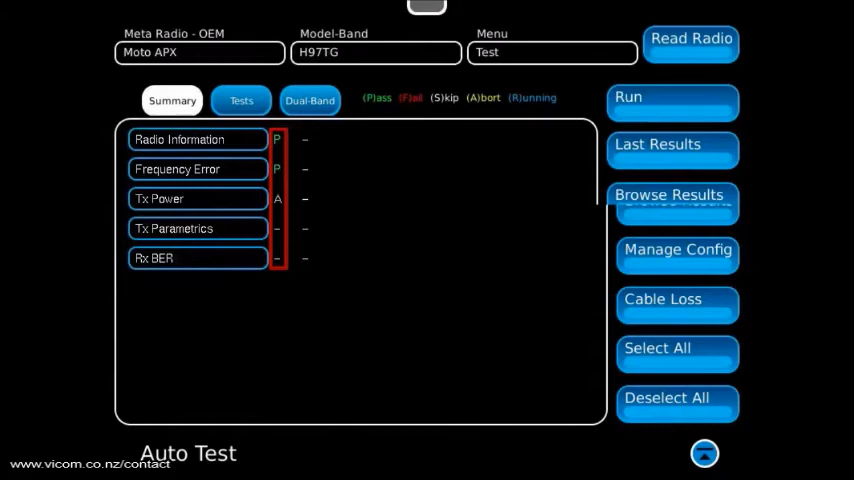 Meta Radio - OEM
Model-Band
Menu
Moto APX
H97TG
Test
Read Radio
Summary
Tests
Dual-Band
(P)ass (F)ail (S)kip (A)bort (R)unning
Run
Radio Information P –
Frequency Error P –
Tx Power A –
Tx Parametrics – –
Rx BER – –
Last Results
Browse Results
Manage Config
Cable Loss
Select All
Deselect All
Auto Test
www.vicom.co.nz/contact